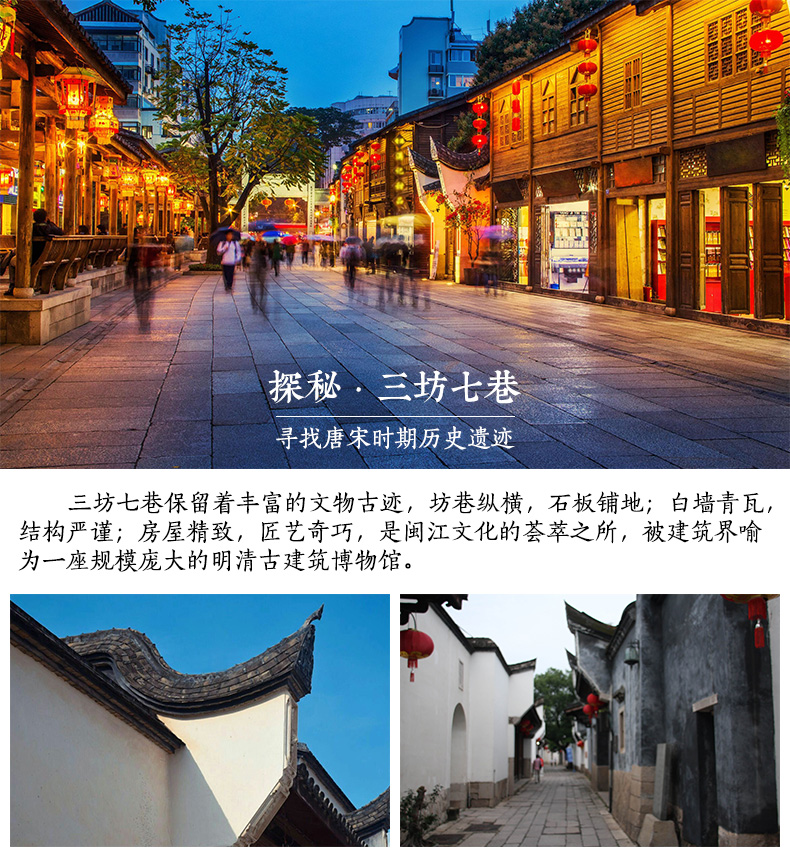 探秘·三坊七巷
寻找唐宋时期历史遗迹
三坊七巷保留着丰富的文物古迹，坊巷纵横，石板铺地；白墙青瓦，
结构严谨；房屋精致，匠艺奇巧，是闽江文化的荟萃之所，被建筑界喻
为一座规模庞大的明清古建筑博物馆。